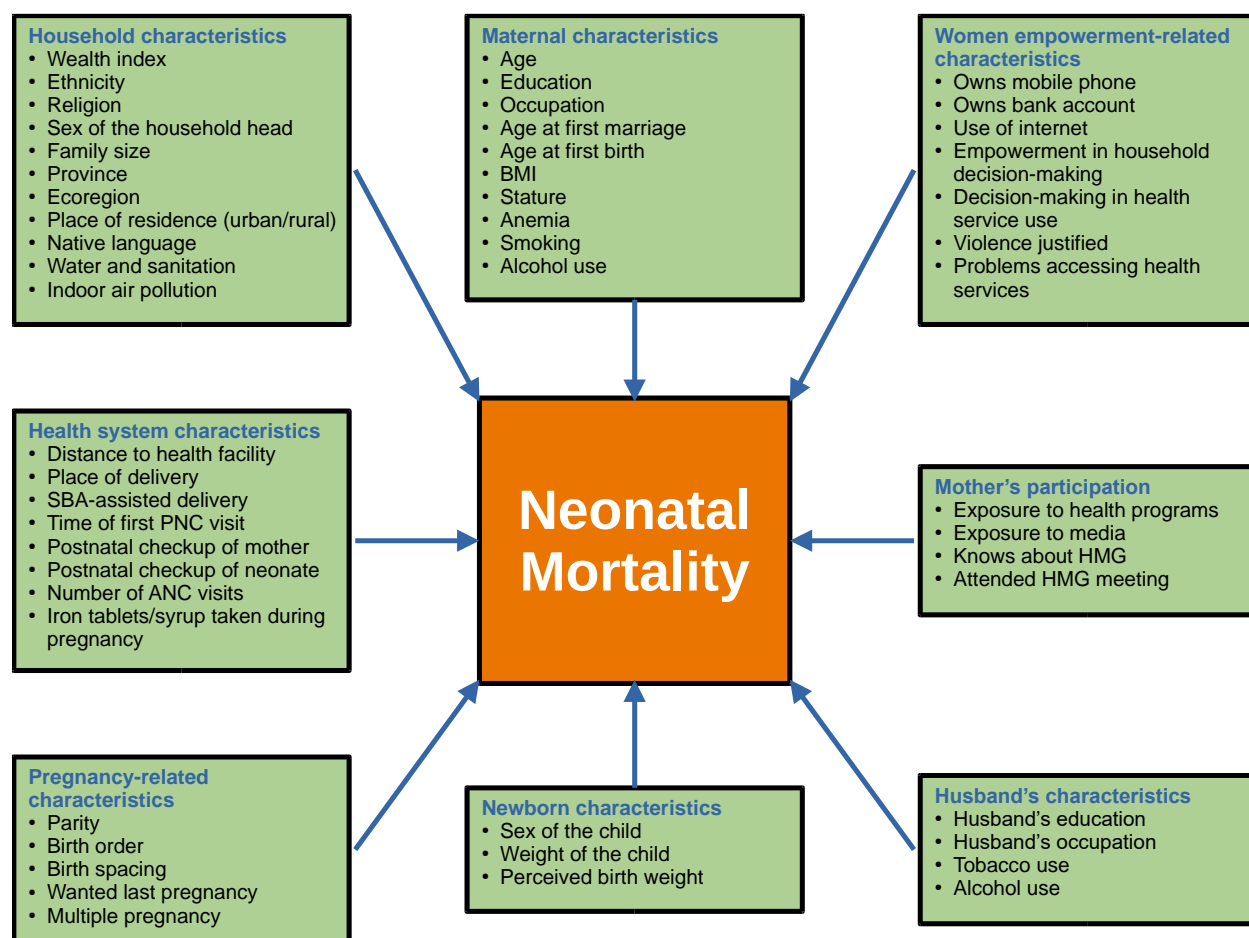 Household characteristics
• Wealth index
• Ethnicity
• Religion
• Sex of the household head
• Family size
• Province
• Ecoregion
• Place of residence (urban/rural)
• Native language
• Water and sanitation
• Indoor air pollution
Maternal characteristics
• Age
• Education
• Occupation
• Age at first marriage
• Age at first birth
• BMI
• Stature
• Anemia
• Smoking
• Alcohol use
Women empowerment-related
characteristics
• Owns mobile phone
• Owns bank account
• Use of internet
• Empowerment in household
decision-making
• Decision-making in health
service use
• Violence justified
• Problems accessing health
services
Health system characteristics
• Distance to health facility
• Place of delivery
• SBA-assisted delivery
• Time of first PNC visit
• Postnatal checkup of mother
• Postnatal checkup of neonate
• Number of ANC visits
• Iron tablets/syrup taken during
pregnancy
Neonatal
Mortality
Mother’s participation
• Exposure to health programs
• Exposure to media
• Knows about HMG
• Attended HMG meeting
Pregnancy-related
characteristics
• Parity
• Birth order
• Birth spacing
• Wanted last pregnancy
• Multiple pregnancy
Newborn characteristics
• Sex of the child
• Weight of the child
• Perceived birth weight
Husband’s characteristics
• Husband’s education
• Husband’s occupation
• Tobacco use
• Alcohol use